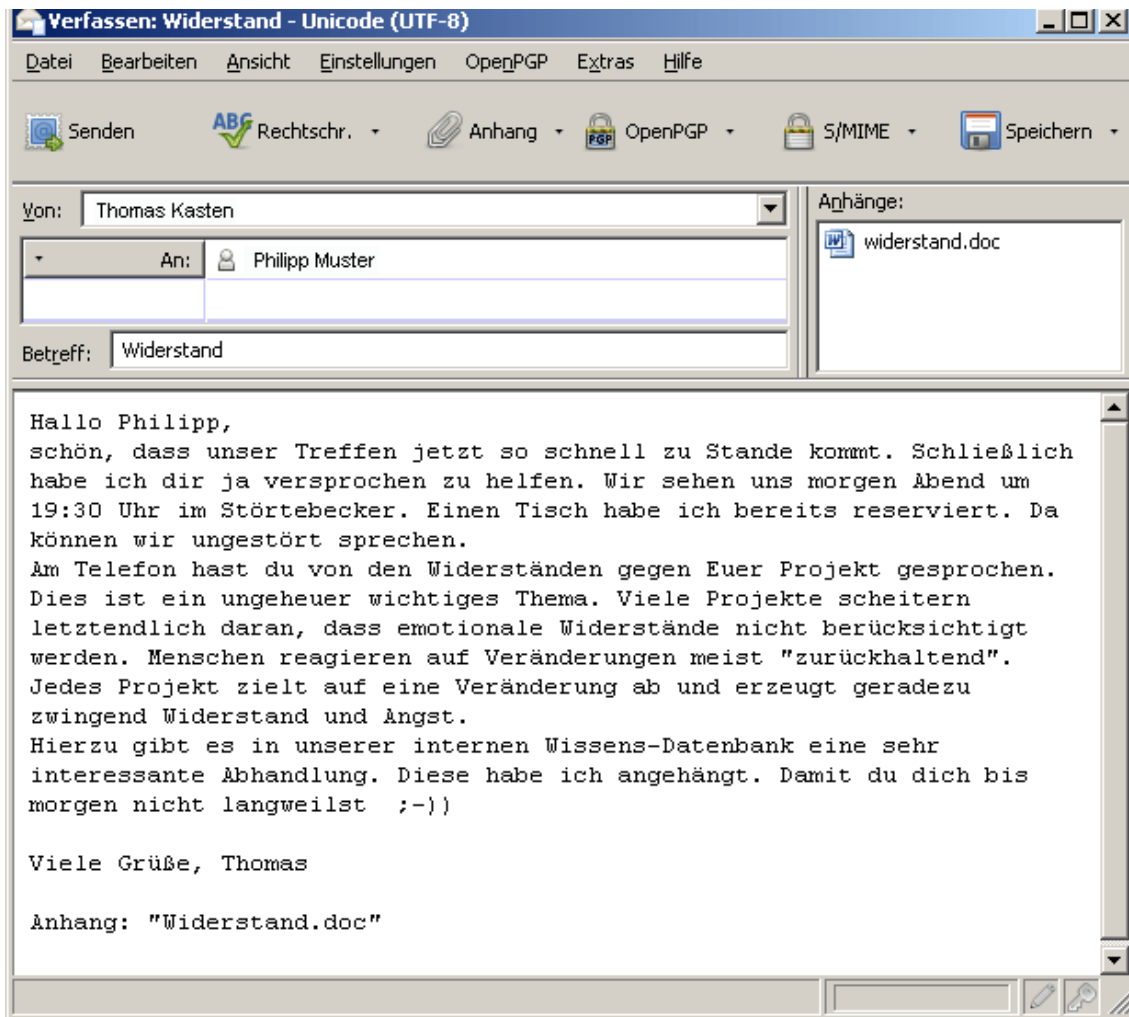 Verfassen: Widerstand - Unicode (UTF-8)
Datei Bearbeiten Ansicht Einstellungen OpenPGP Extras Hilfe
Senden ABC Rechtschr. Anhang PGP OpenPGP S/MIME Speichern
Von: Thomas Kasten
Anhänge:
An: Philipp Muster
widerstand.doc
Betreff: Widerstand
Hallo Philipp,
schön, dass unser Treffen jetzt so schnell zu Stande kommt. Schließlich
habe ich dir ja versprochen zu helfen. Wir sehen uns morgen Abend um
19:30 Uhr im Störtebecker. Einen Tisch habe ich bereits reserviert. Da
können wir ungestört sprechen.
Am Telefon hast du von den Widerständen gegen Euer Projekt gesprochen.
Dies ist ein ungeheuer wichtiges Thema. Viele Projekte scheitern
letztendlich daran, dass emotionale Widerstände nicht berücksichtigt
werden. Menschen reagieren auf Veränderungen meist "zurückhaltend".
Jedes Projekt zielt auf eine Veränderung ab und erzeugt geradezu
zwingend Widerstand und Angst.
Hierzu gibt es in unserer internen Wissens-Datenbank eine sehr
interessante Abhandlung. Diese habe ich angehängt. Damit du dich bis
morgen nicht langweilst ;-))
Viele Grüße, Thomas
Anhang: "Widerstand.doc"